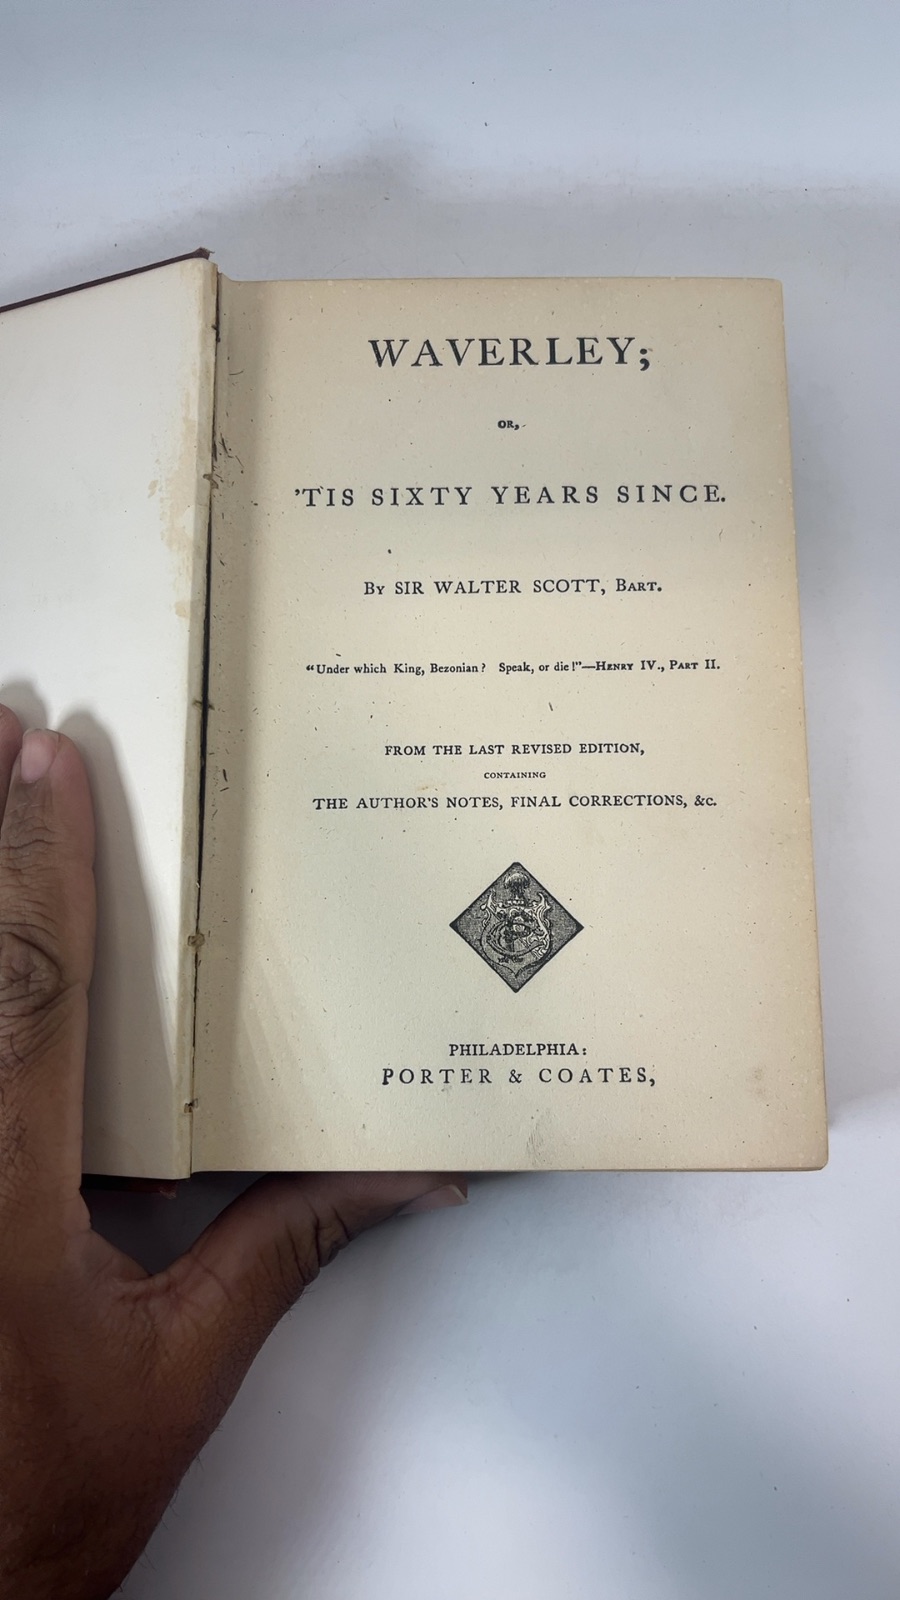 WAVERLEY;
OR,
'TIS SIXTY YEARS SINCE.
By SIR WALTER SCOTT, Bart.
“Under which King, Bezonian? Speak, or die!”—Henry IV., Part II.
FROM THE LAST REVISED EDITION,
CONTAINING
THE AUTHOR'S NOTES, FINAL CORRECTIONS, &c.
PHILADELPHIA:
PORTER & COATES,